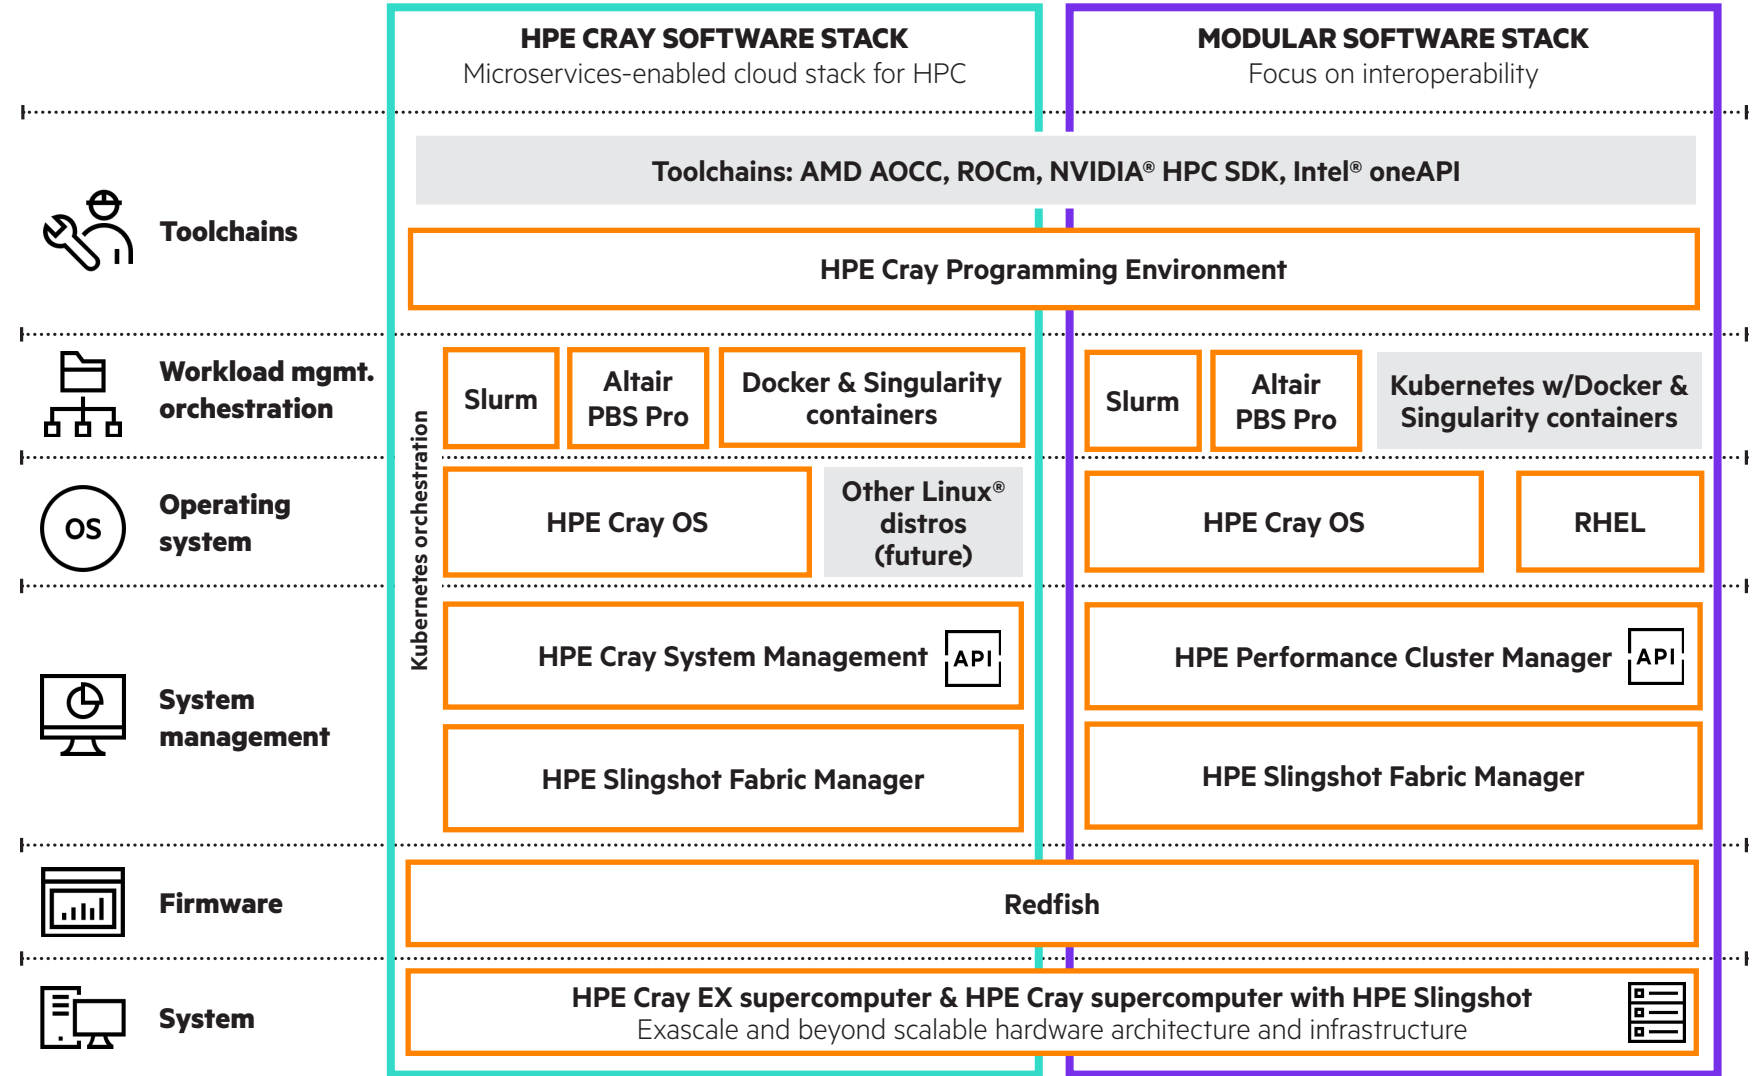 HPE CRAY SOFTWARE STACK
Microservices-enabled cloud stack for HPC
MODULAR SOFTWARE STACK
Focus on interoperability
Toolchains
Toolchains: AMD AOCC, ROCm, NVIDIA® HPC SDK, Intel® oneAPI
HPE Cray Programming Environment
Workload mgmt.
orchestration
Kubernetes orchestration
Slurm
Altair
PBS Pro
Docker & Singularity
containers
Slurm
Altair
PBS Pro
Kubernetes w/Docker &
Singularity containers
OS
Operating
system
HPE Cray OS
Other Linux®
distros
(future)
HPE Cray OS
RHEL
System
management
HPE Cray System Management
API
HPE Performance Cluster Manager
API
HPE Slingshot Fabric Manager
HPE Slingshot Fabric Manager
Firmware
Redfish
System
HPE Cray EX supercomputer & HPE Cray supercomputer with HPE Slingshot
Exascale and beyond scalable hardware architecture and infrastructure